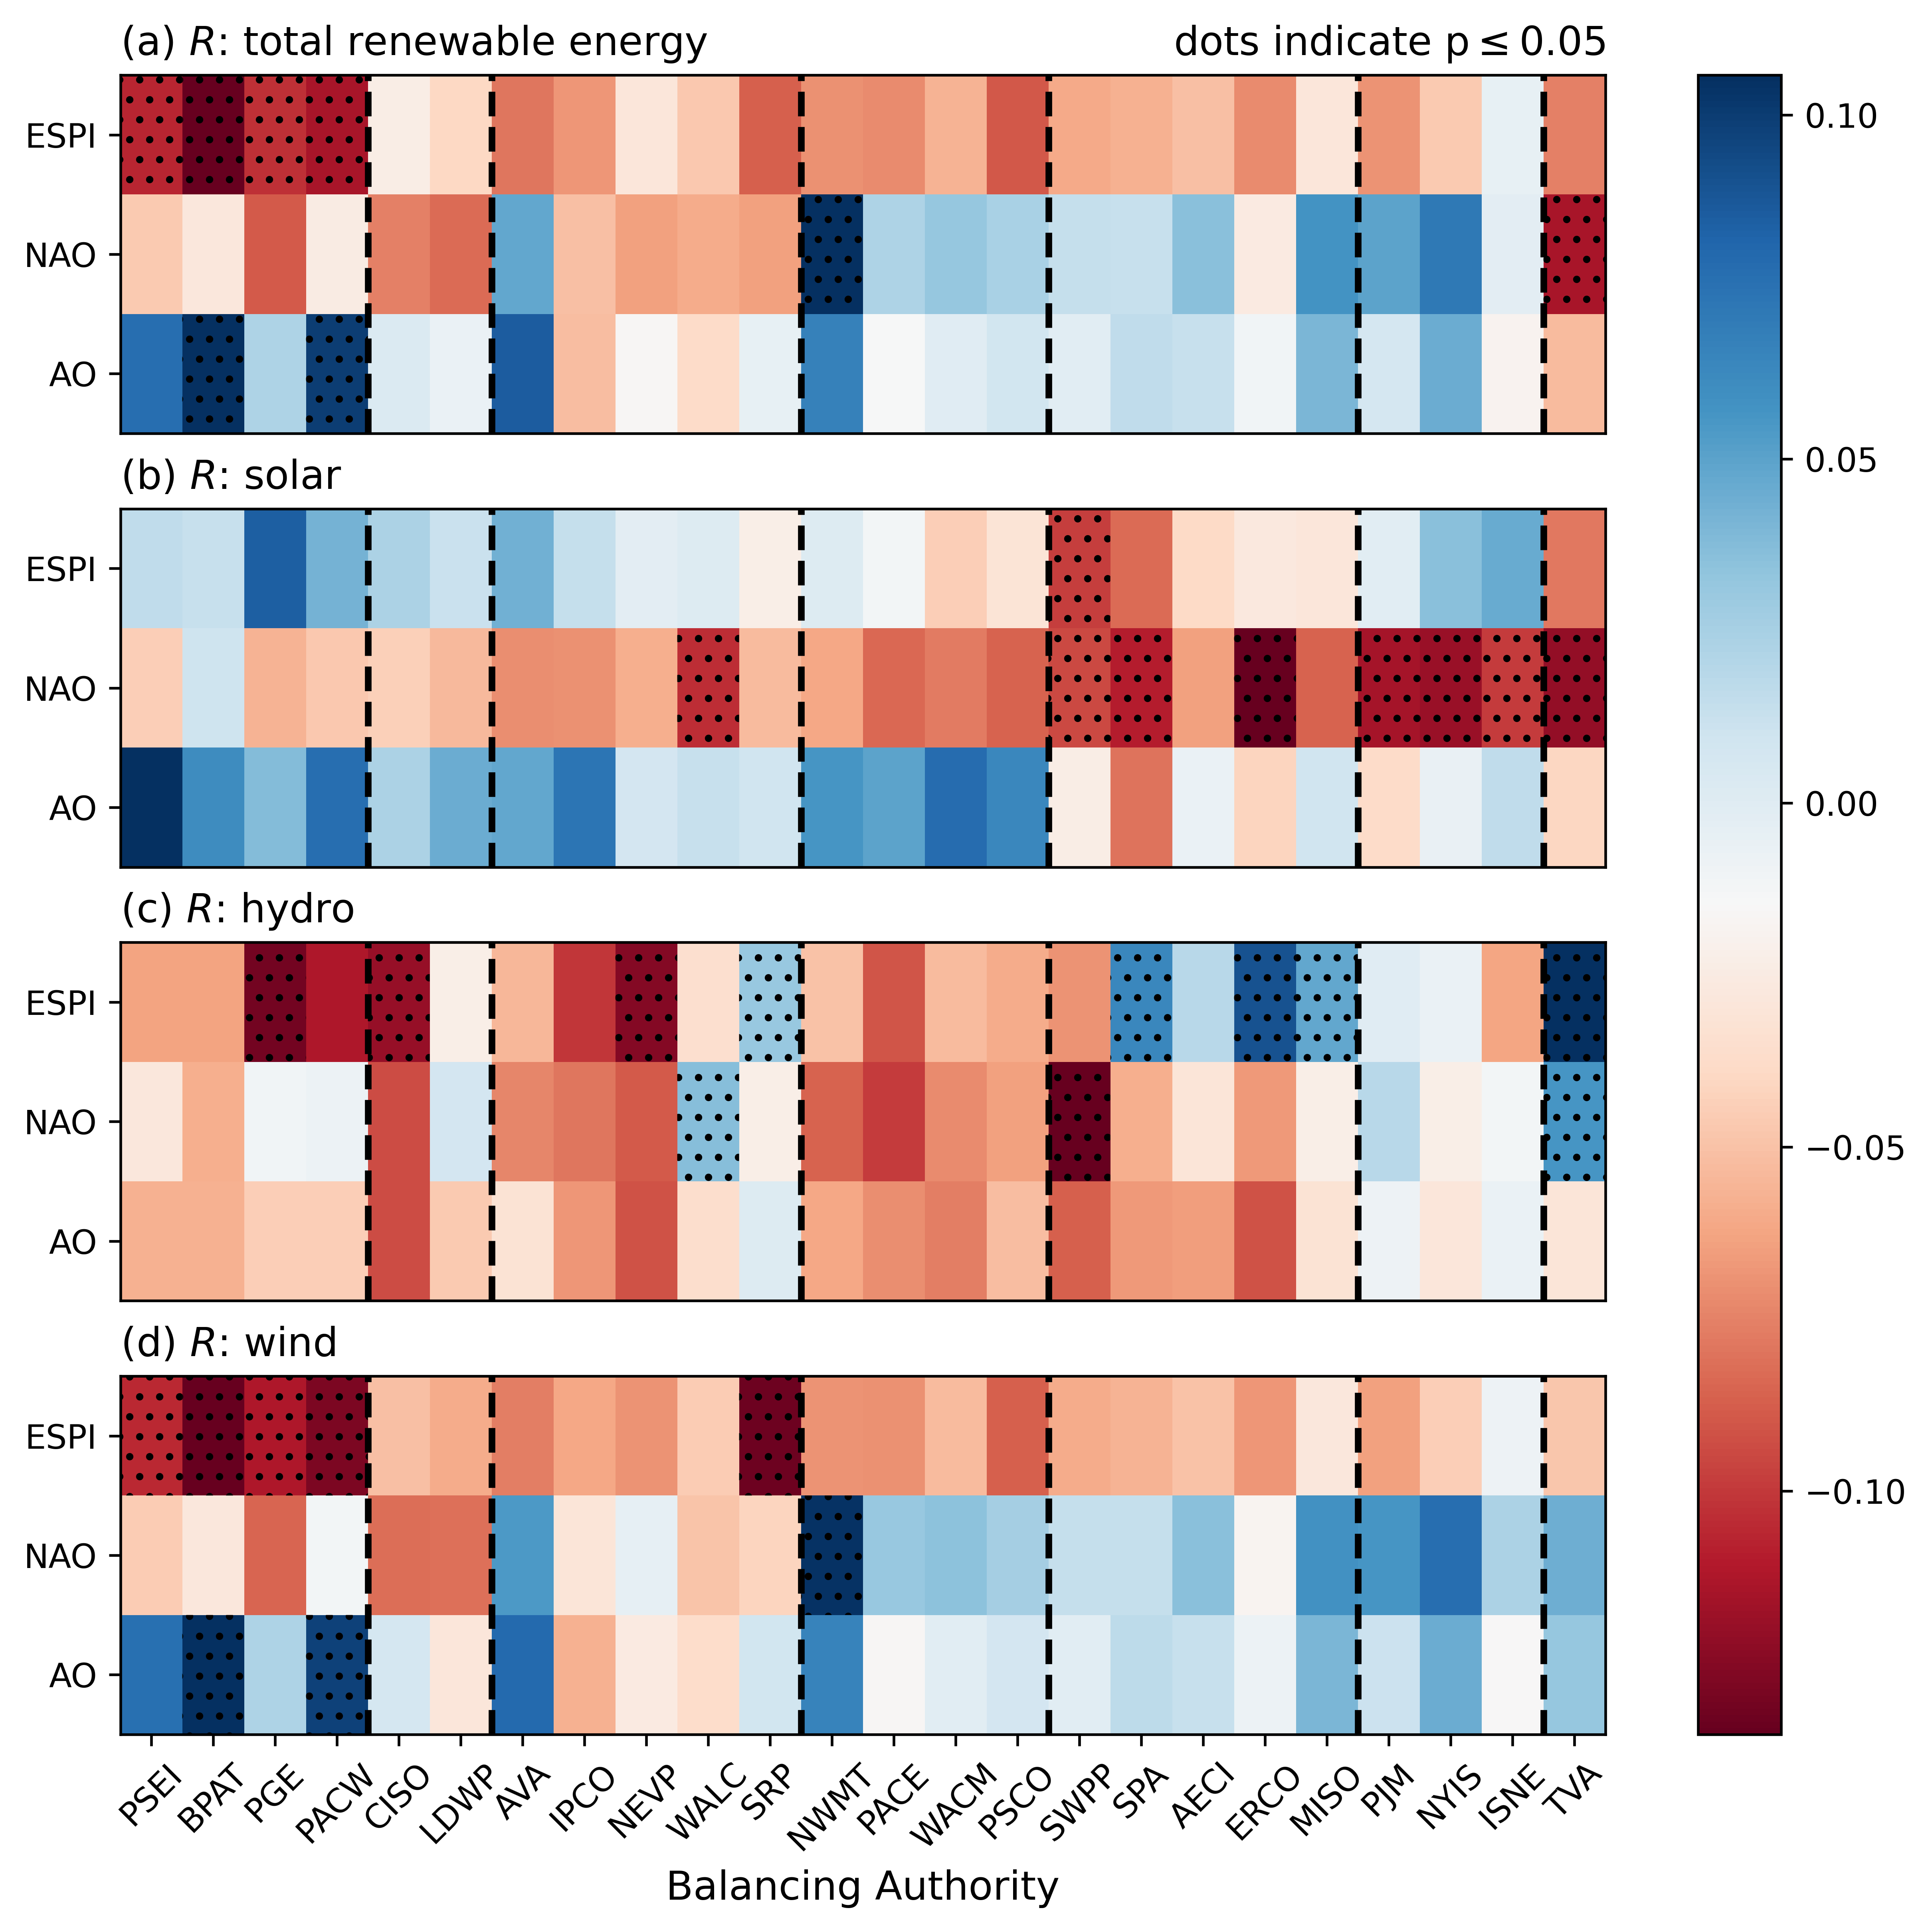 (a) R: total renewable energy
dots indicate p ≤ 0.05
ESPI
NAO
AO
(b) R: solar
ESPI
NAO
AO
(c) R: hydro
ESPI
NAO
AO
(d) R: wind
ESPI
NAO
AO
PSEI
BPAT
PGE
PACW
CISO
LDWP
AVA
IPCO
NEVP
WALC
SRP
NWMT
PACE
WACM
PSCO
SWPP
SPA
AECI
ERCO
MISO
PJM
NYIS
ISNE
TVA
Balancing Authority
0.10
0.05
0.00
−0.05
−0.10